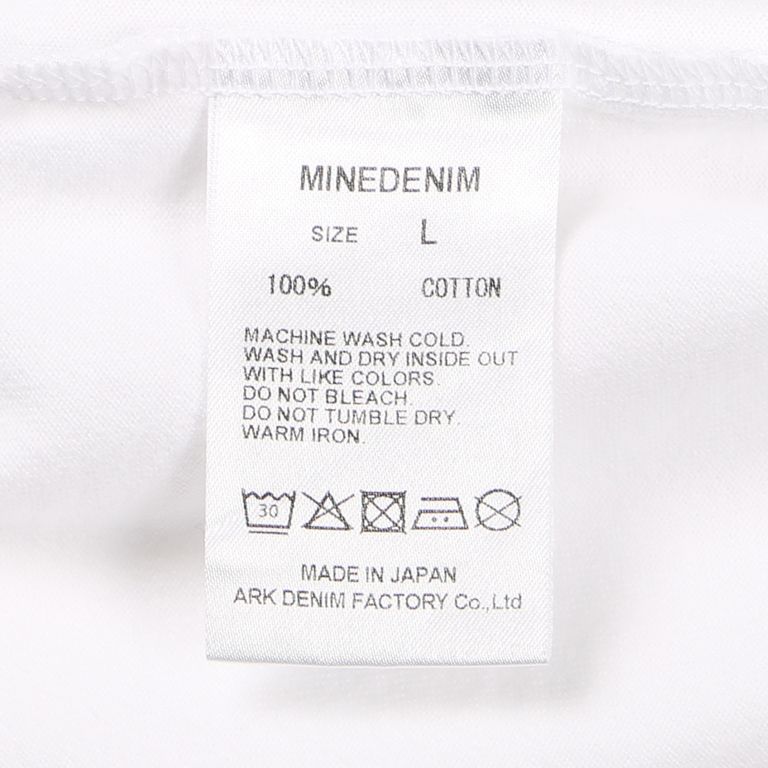 MINEDENIM
SIZE L
100% COTTON
MACHINE WASH COLD.
WASH AND DRY INSIDE OUT
WITH LIKE COLORS.
DO NOT BLEACH.
DO NOT TUMBLE DRY.
WARM IRON.
30
MADE IN JAPAN
ARK DENIM FACTORY Co.,Ltd